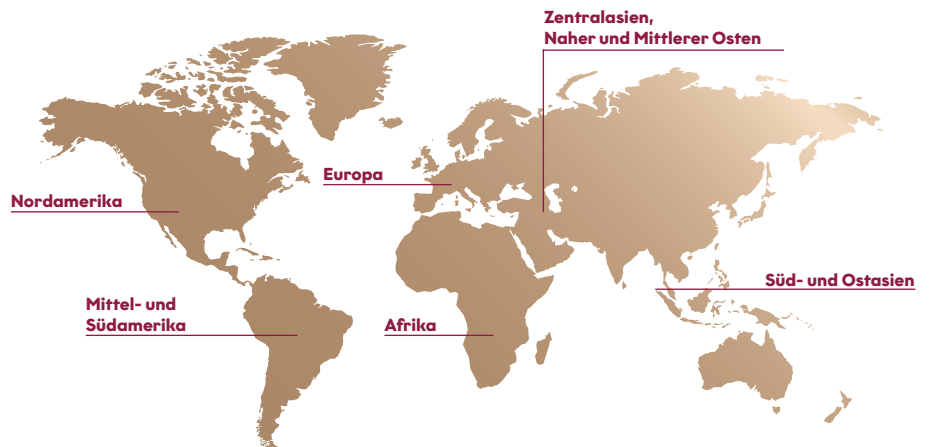 Zentralasien,
Naher und Mittlerer Osten
Europa
Nordamerika
Süd- und Ostasien
Mittel- und
Südamerika
Afrika